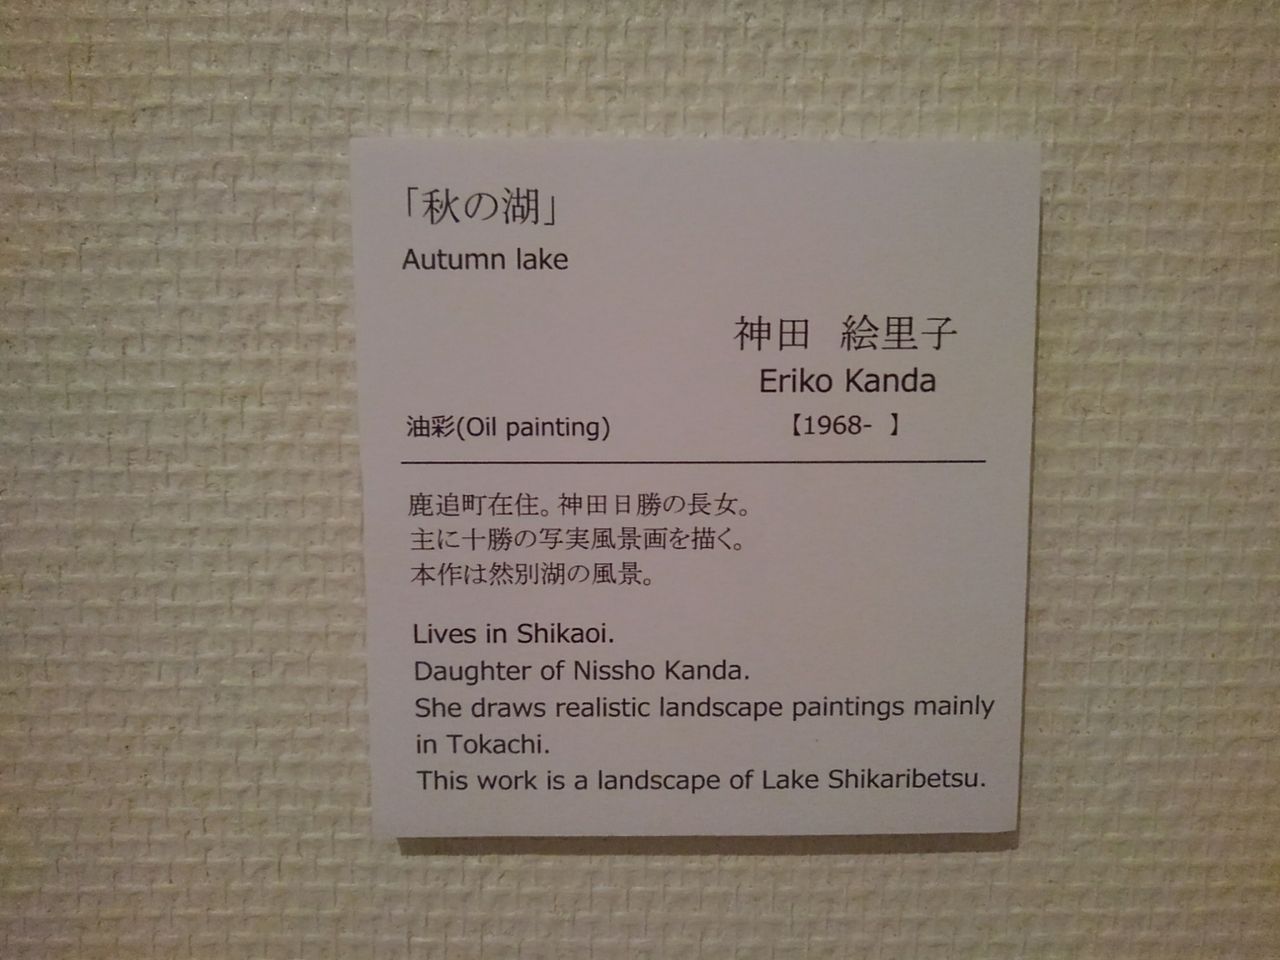 「秋の湖」
Autumn lake
神田　絵里子
Eriko Kanda
油彩(Oil painting)
【1968- 】
鹿追町在住。神田日勝の長女。
主に十勝の写実風景画を描く。
本作は然別湖の風景。
Lives in Shikaoi.
Daughter of Nissho Kanda.
She draws realistic landscape paintings mainly
in Tokachi.
This work is a landscape of Lake Shikaribetsu.